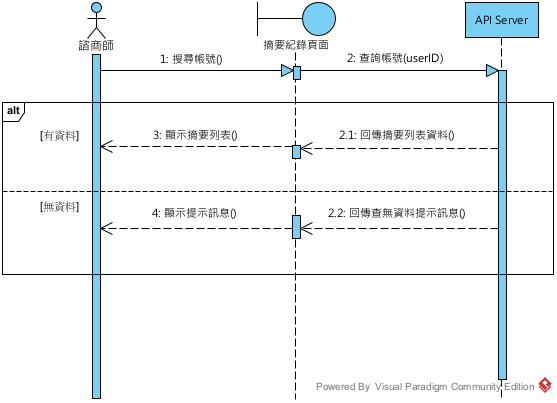 諮商師
摘要紀錄頁面
API Server
1: 搜尋帳號()
2: 查詢帳號(userID)
alt
[有資料]
3: 顯示摘要列表()
2.1: 回傳摘要列表資料()
[無資料]
4: 顯示提示訊息()
2.2: 回傳查無資料提示訊息()
Powered By Visual Paradigm Community Edition